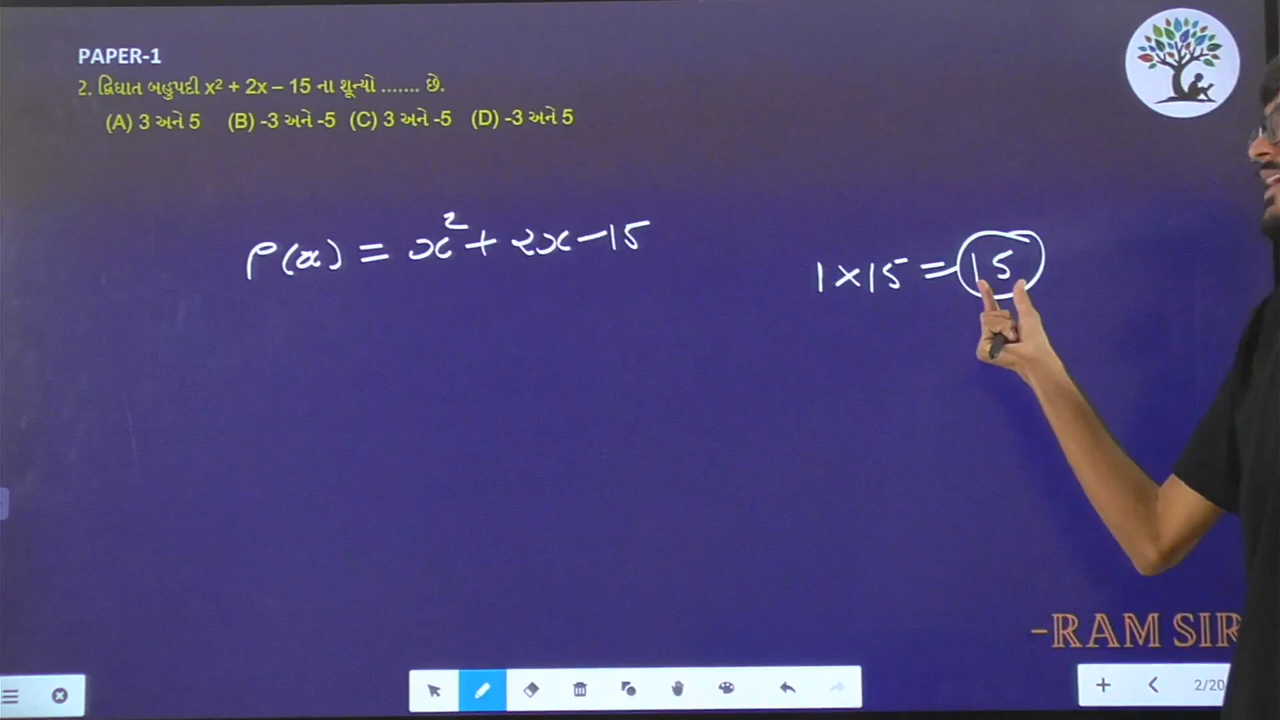 PAPER-1
2. દ્વિઘાત બહુપદી x² + 2x – 15 ના શૂન્યો ....... છે.
(A) 3 અને 5 (B) -3 અને -5 (C) 3 અને -5 (D) -3 અને 5
P(x) = x² + 2x - 15
1 × 15 = 15
-RAM SIR
2/20